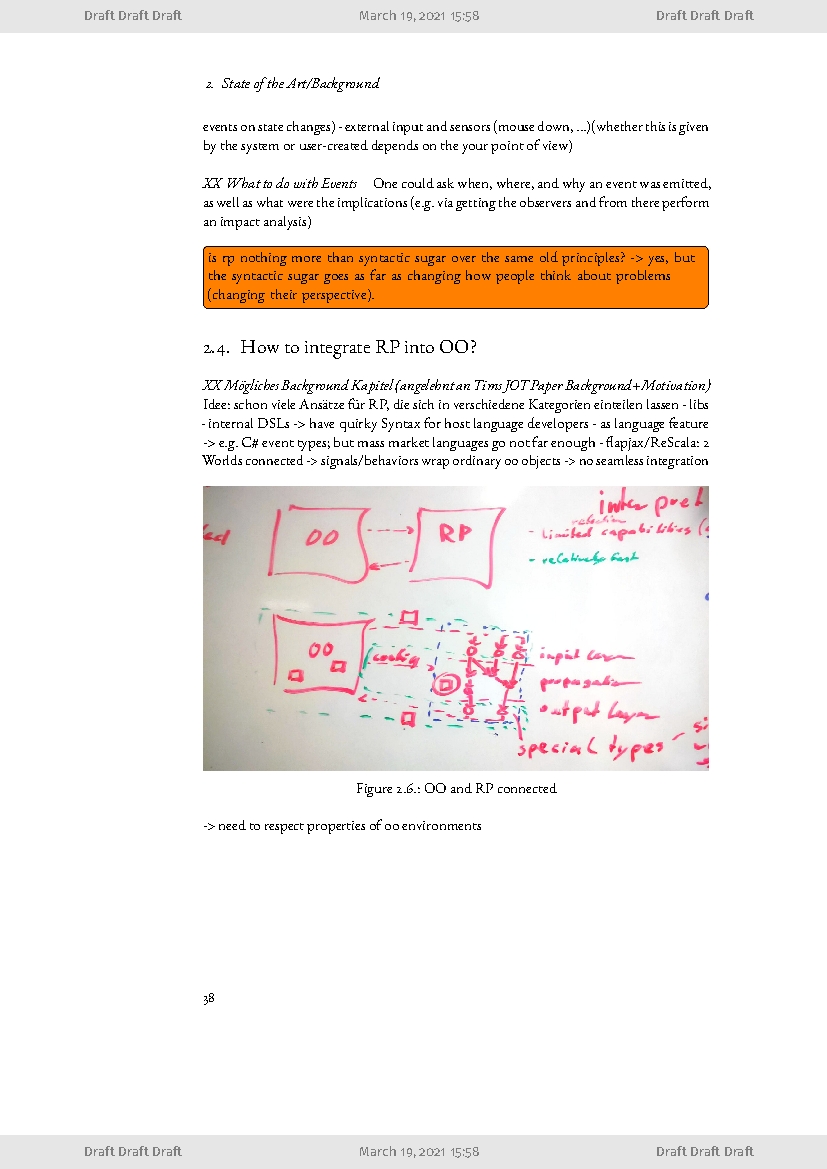 Draft Draft Draft March 19, 2021 15:58 Draft Draft Draft
2. State of the Art/Background
events on state changes) - external input and sensors (mouse down, ...)(whether this is given
by the system or user-created depends on the your point of view)
XX What to do with Events One could ask when, where, and why an event was emitted,
as well as what were the implications (e.g. via getting the observers and from there perform
an impact analysis)
is rp nothing more than syntactic sugar over the same old principles? -> yes, but
the syntactic sugar goes as far as changing how people think about problems
(changing their perspective).
2.4. How to integrate RP into OO?
XX Mögliches Background Kapitel (angelehnt an Tims JOT Paper Background+Motivation)
Idee: schon viele Ansätze für RP, die sich in verschiedene Kategorien einteilen lassen - libs
- internal DSLs -> have quirky Syntax for host language developers - as language feature
-> e.g. C# event types; but mass market languages go not far enough - flapjax/ReScala: 2
Worlds connected -> signals/behaviors wrap ordinary oo objects -> no seamless integration
interpret
OO RP
- limited capabilities (
- relatively fast
OO
config
input layer
propagation
output layer
special types
Figure 2.6.: OO and RP connected
-> need to respect properties of oo environments
38
Draft Draft Draft March 19, 2021 15:58 Draft Draft Draft